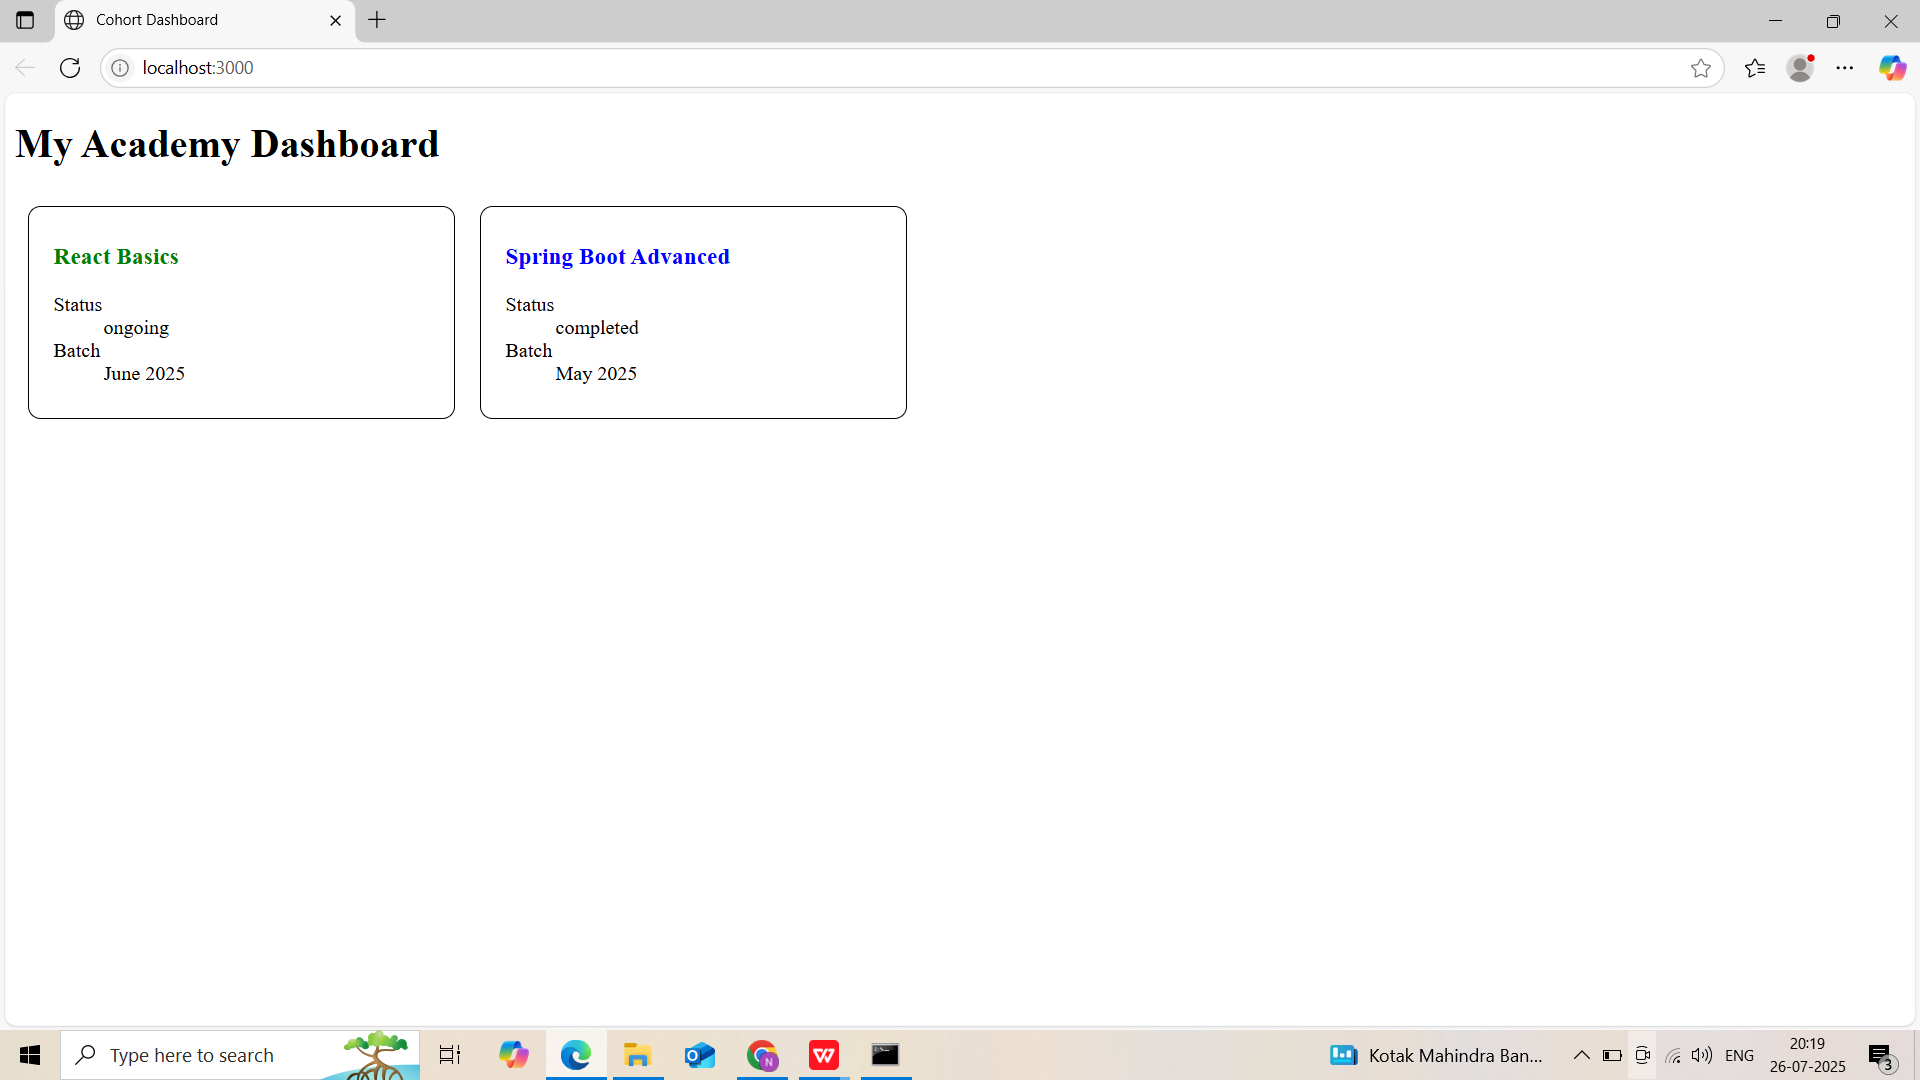 Cohort Dashboard
localhost:3000
My Academy Dashboard
React Basics
Status
ongoing
Batch
June 2025
Spring Boot Advanced
Status
completed
Batch
May 2025
Type here to search
Kotak Mahindra Ban...
ENG
20:19
26-07-2025
3